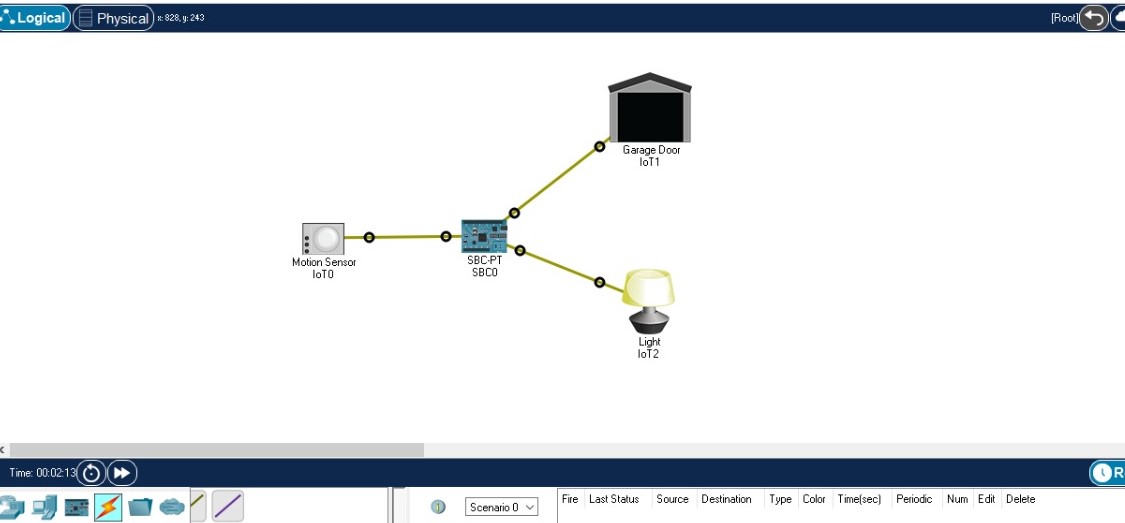 Logical Physical x: 828, y: 243 [Root]
Garage Door
IoT1
Motion Sensor
IoT0
SBC-PT
SBC0
Light
IoT2
Time: 00:02:13
Scenario 0
Fire Last Status Source Destination Type Color Time(sec) Periodic Num Edit Delete